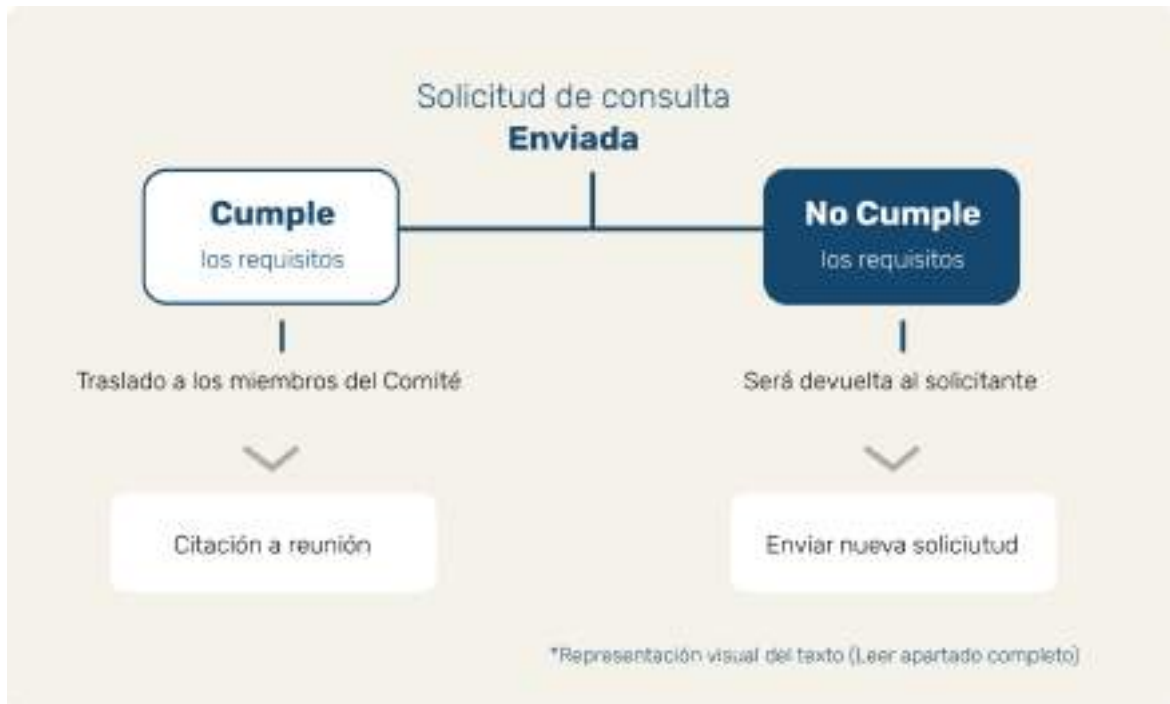 Solicitud de consulta
Enviada
Cumple
los requisitos
No Cumple
los requisitos
Traslado a los miembros del Comité
Será devuelta al solicitante
Citación a reunión
Enviar nueva soliciutud
*Representación visual del texto (Leer apartado completo)